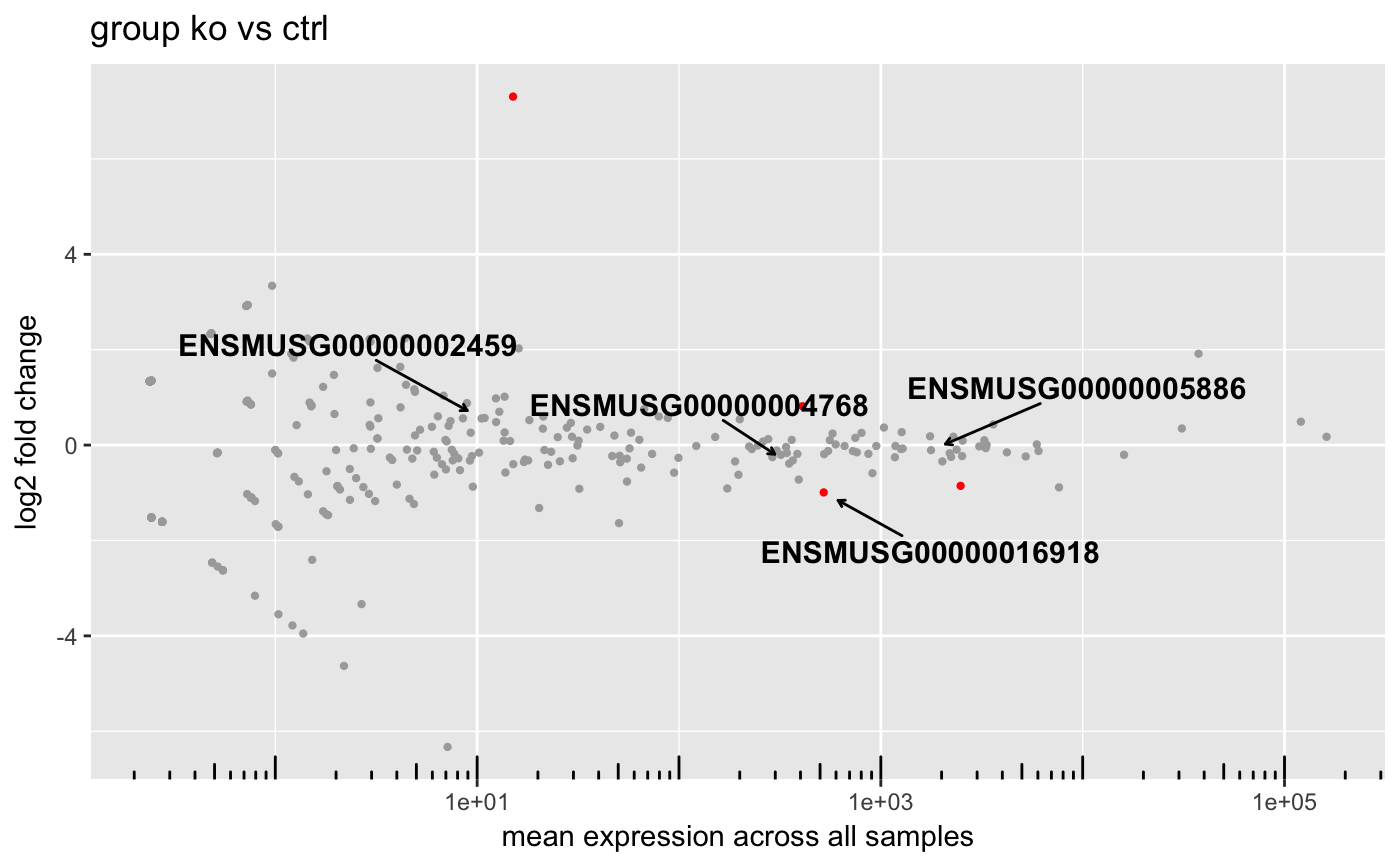 group ko vs ctrl
4
ENSMUSG00000002459
ENSMUSG00000005886
ENSMUSG00000004768
0
log2 fold change
ENSMUSG00000016918
-4
1e+01
1e+03
1e+05
mean expression across all samples